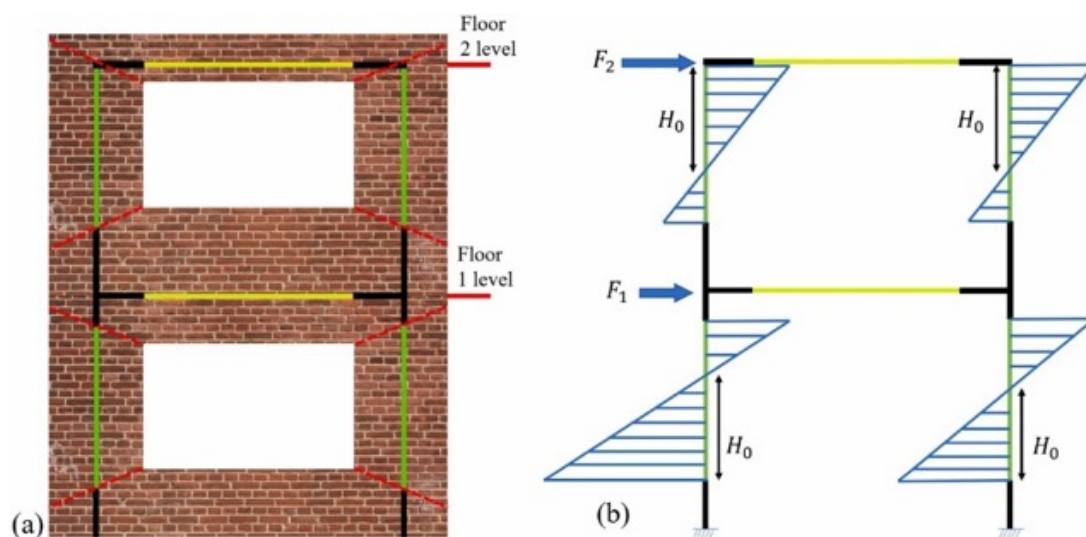 Floor
2 level
Floor
1 level
(a)
F₂
H₀
H₀
F₁
H₀
H₀
(b)